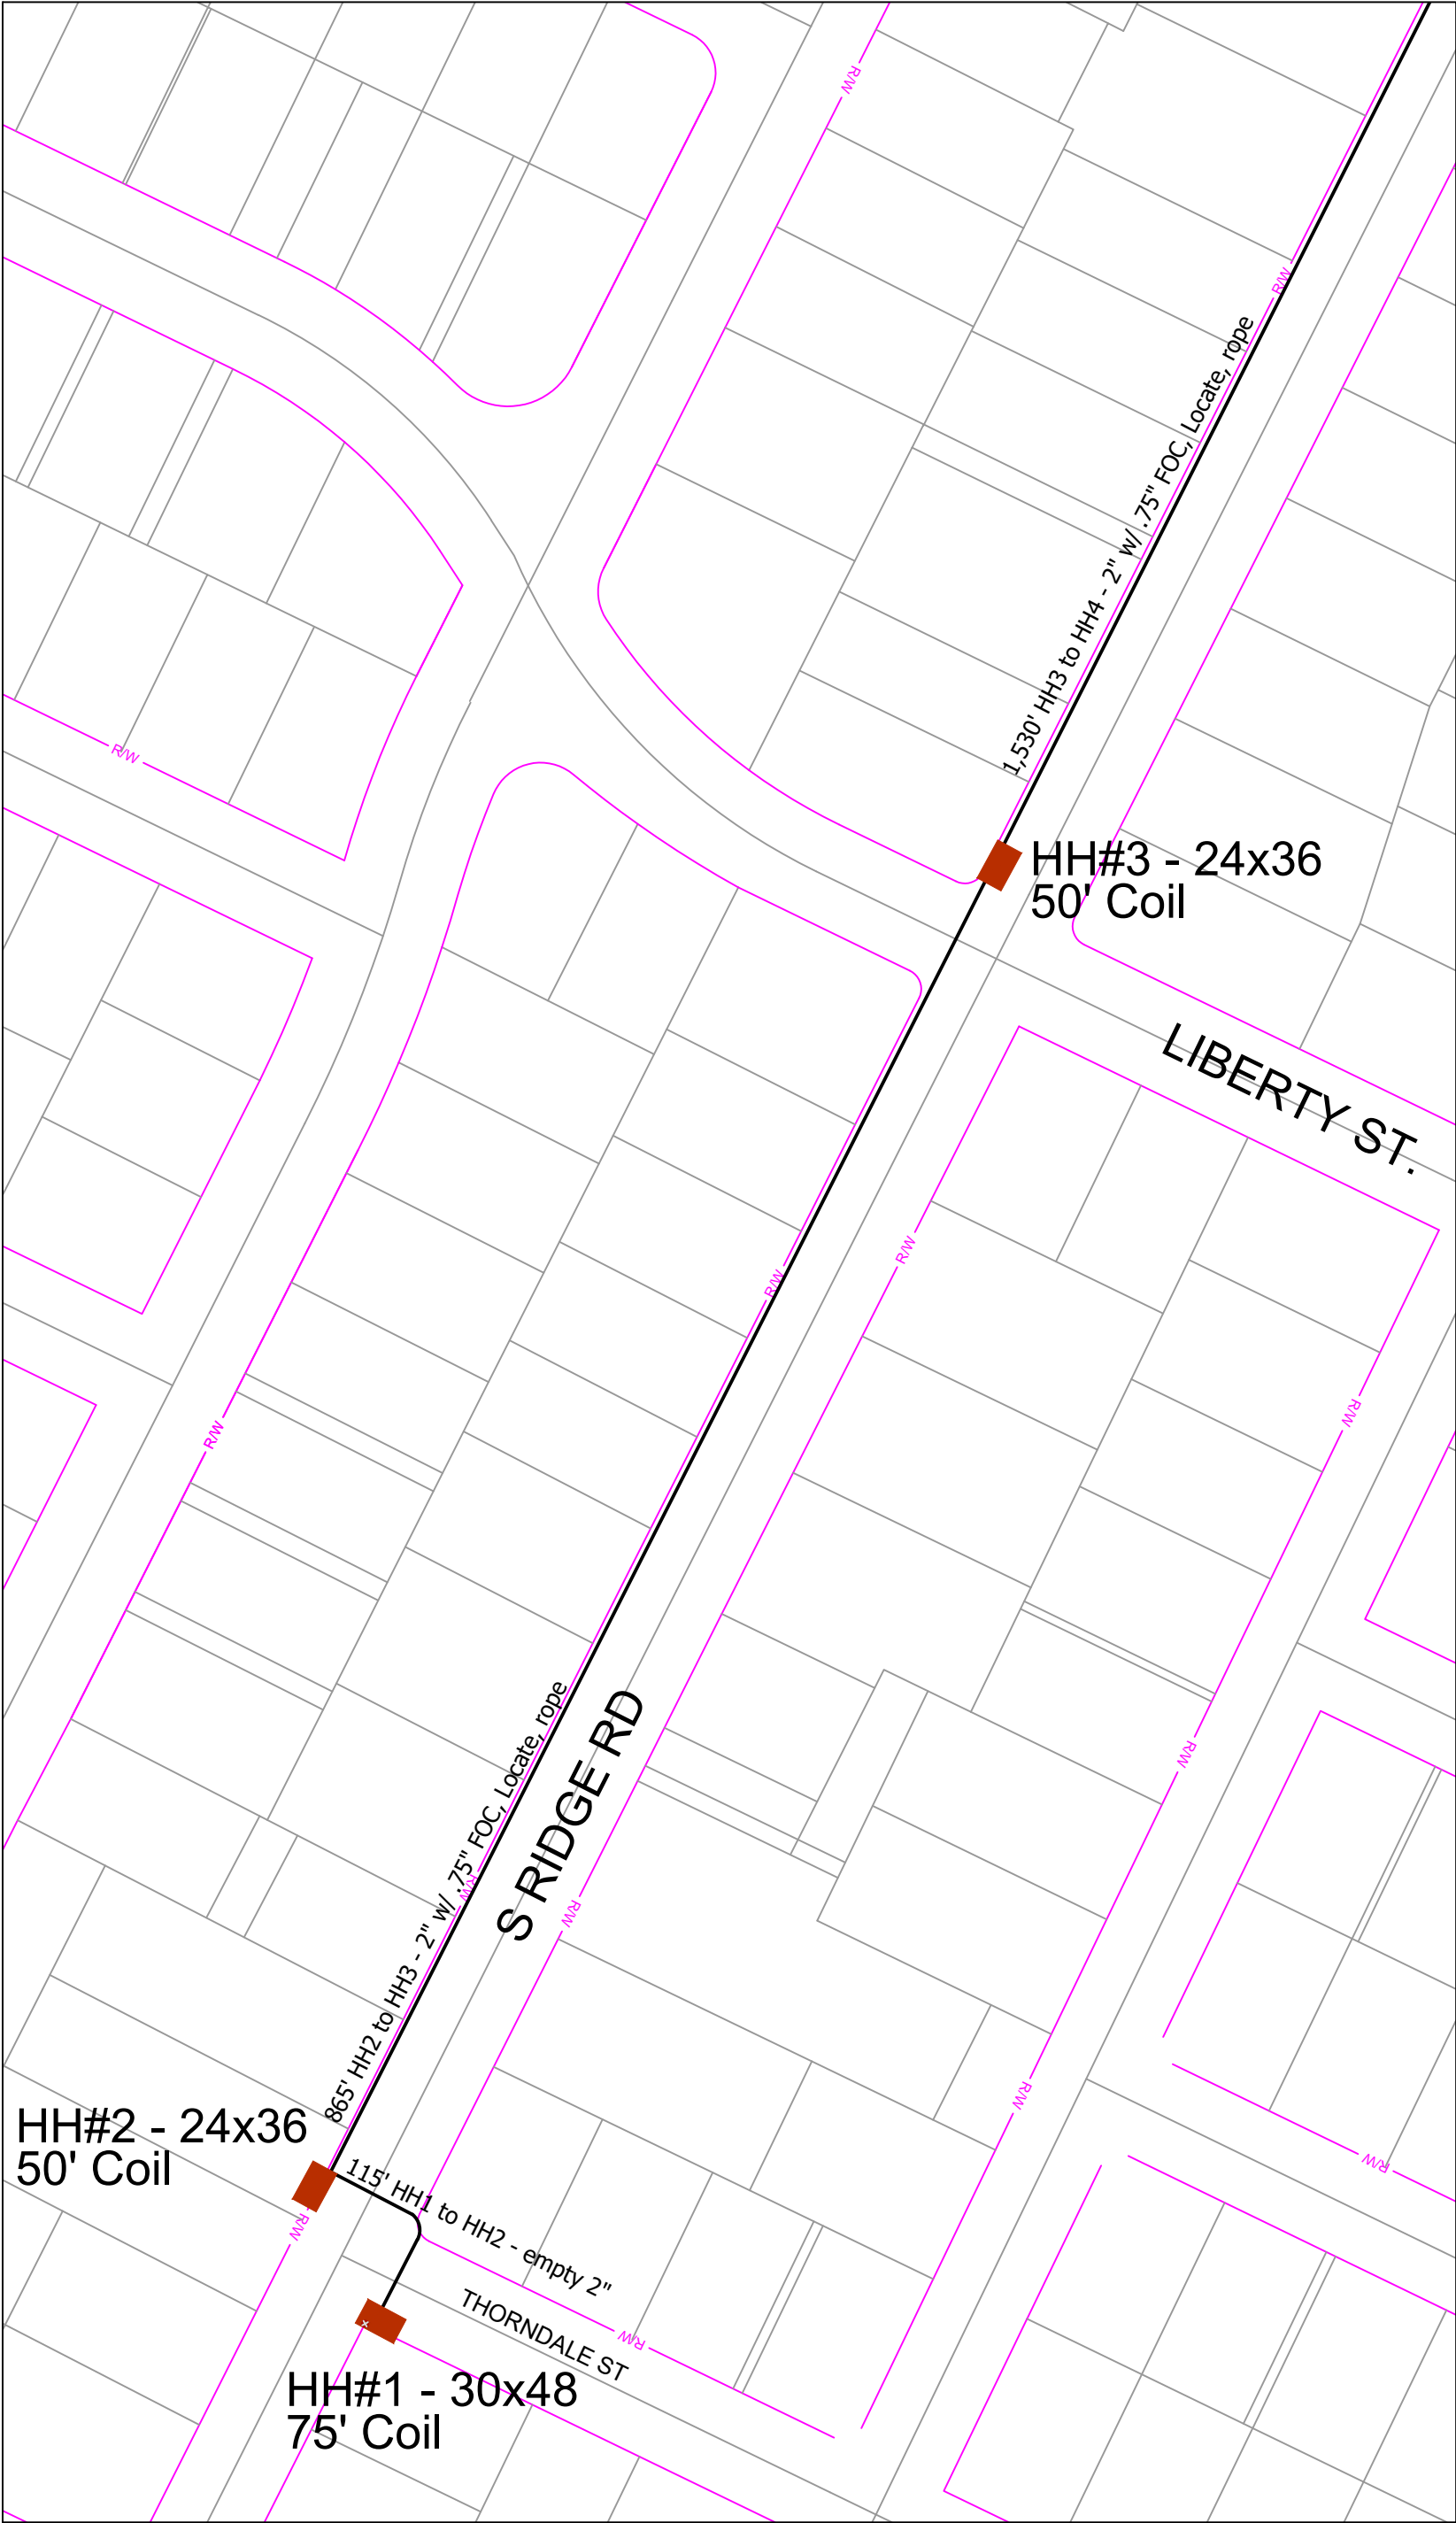 R/W
R/W
1,530' HH3 to HH4 - 2" w/ .75" FOC, Locate, rope
R/W
HH#3 - 24x36
50' Coil
LIBERTY ST.
R/W
R/W
R/W
R/W
865' HH2 to HH3 - 2" w/ .75" FOC, Locate, rope
S RIDGE RD
R/W
R/W
R/W
R/W
HH#2 - 24x36
50' Coil
R/W
115' HH1 to HH2 - empty 2"
R/W
THORNDALE ST
R/W
x
HH#1 - 30x48
75' Coil